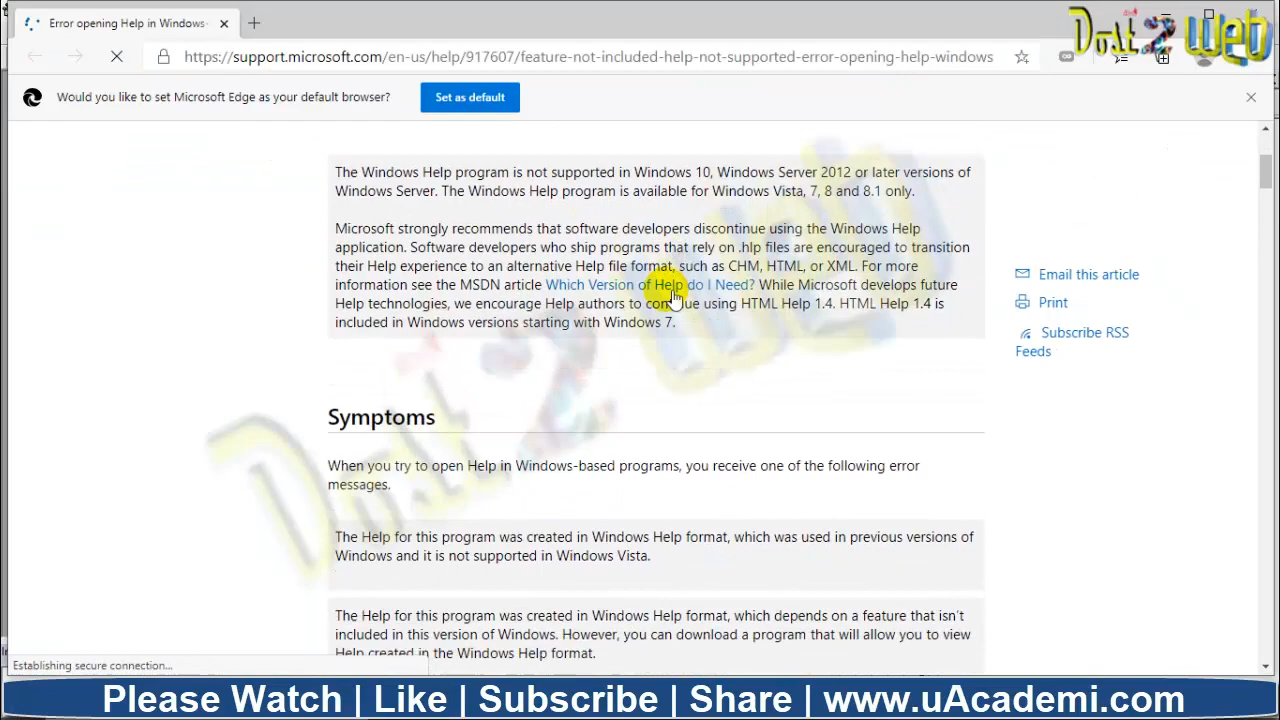 Error opening Help in Windows
Dost 2 Web
https://support.microsoft.com/en-us/help/917607/feature-not-included-help-not-supported-error-opening-help-windows
Would you like to set Microsoft Edge as your default browser?
Set as default
The Windows Help program is not supported in Windows 10, Windows Server 2012 or later versions of
Windows Server. The Windows Help program is available for Windows Vista, 7, 8 and 8.1 only.
Microsoft strongly recommends that software developers discontinue using the Windows Help
application. Software developers who ship programs that rely on .hlp files are encouraged to transition
their Help experience to an alternative Help file format, such as CHM, HTML, or XML. For more
information see the MSDN article Which Version of Help do I Need? While Microsoft develops future
Help technologies, we encourage Help authors to continue using HTML Help 1.4. HTML Help 1.4 is
included in Windows versions starting with Windows 7.
Email this article
Print
Subscribe RSS
Feeds
Dost 2 Web
Symptoms
When you try to open Help in Windows-based programs, you receive one of the following error
messages.
The Help for this program was created in Windows Help format, which was used in previous versions of
Windows and it is not supported in Windows Vista.
The Help for this program was created in Windows Help format, which depends on a feature that isn't
included in this version of Windows. However, you can download a program that will allow you to view
Help created in the Windows Help format.
Establishing secure connection...
Please Watch | Like | Subscribe | Share | www.uAcademi.com